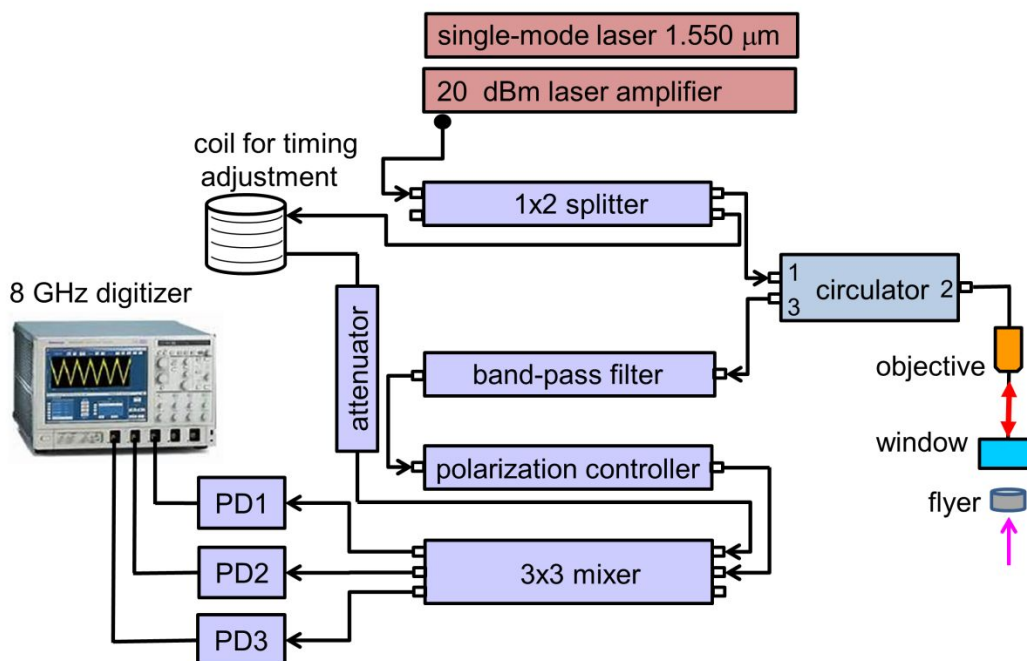 single-mode laser 1.550 μm
20 dBm laser amplifier
coil for timing
adjustment
1x2 splitter
8 GHz digitizer
1
3
circulator
2
attenuator
band-pass filter
objective
polarization controller
window
PD1
flyer
PD2
3x3 mixer
PD3